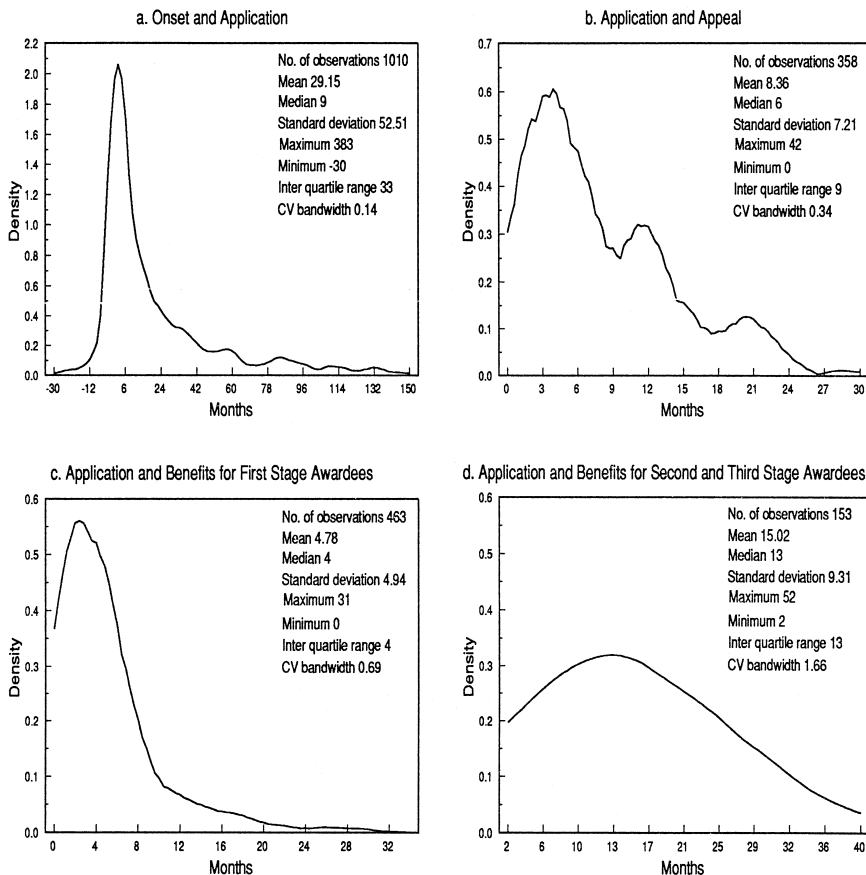 a. Onset and Application
2.2
2.0
1.8
1.6
1.4
1.2
1.0
0.8
0.6
0.4
0.2
0.0
Density
No. of observations 1010
Mean 29.15
Median 9
Standard deviation 52.51
Maximum 383
Minimum -30
Inter quartile range 33
CV bandwidth 0.14
-30 -12 6 24 42 60 78 96 114 132 150
Months
b. Application and Appeal
0.7
0.6
0.5
0.4
0.3
0.2
0.1
0.0
Density
No. of observations 358
Mean 8.36
Median 6
Standard deviation 7.21
Maximum 42
Minimum 0
Inter quartile range 9
CV bandwidth 0.34
0 3 6 9 12 15 18 21 24 27 30
Months
c. Application and Benefits for First Stage Awardees
0.6
0.5
0.4
0.3
0.2
0.1
0.0
Density
No. of observations 463
Mean 4.78
Median 4
Standard deviation 4.94
Maximum 31
Minimum 0
Inter quartile range 4
CV bandwidth 0.69
0 4 8 12 16 20 24 28 32
Months
d. Application and Benefits for Second and Third Stage Awardees
0.6
0.5
0.4
0.3
0.2
0.1
0.0
Density
No. of observations 153
Mean 15.02
Median 13
Standard deviation 9.31
Maximum 52
Minimum 2
Inter quartile range 13
CV bandwidth 1.66
2 6 10 13 17 21 25 29 32 36 40
Months